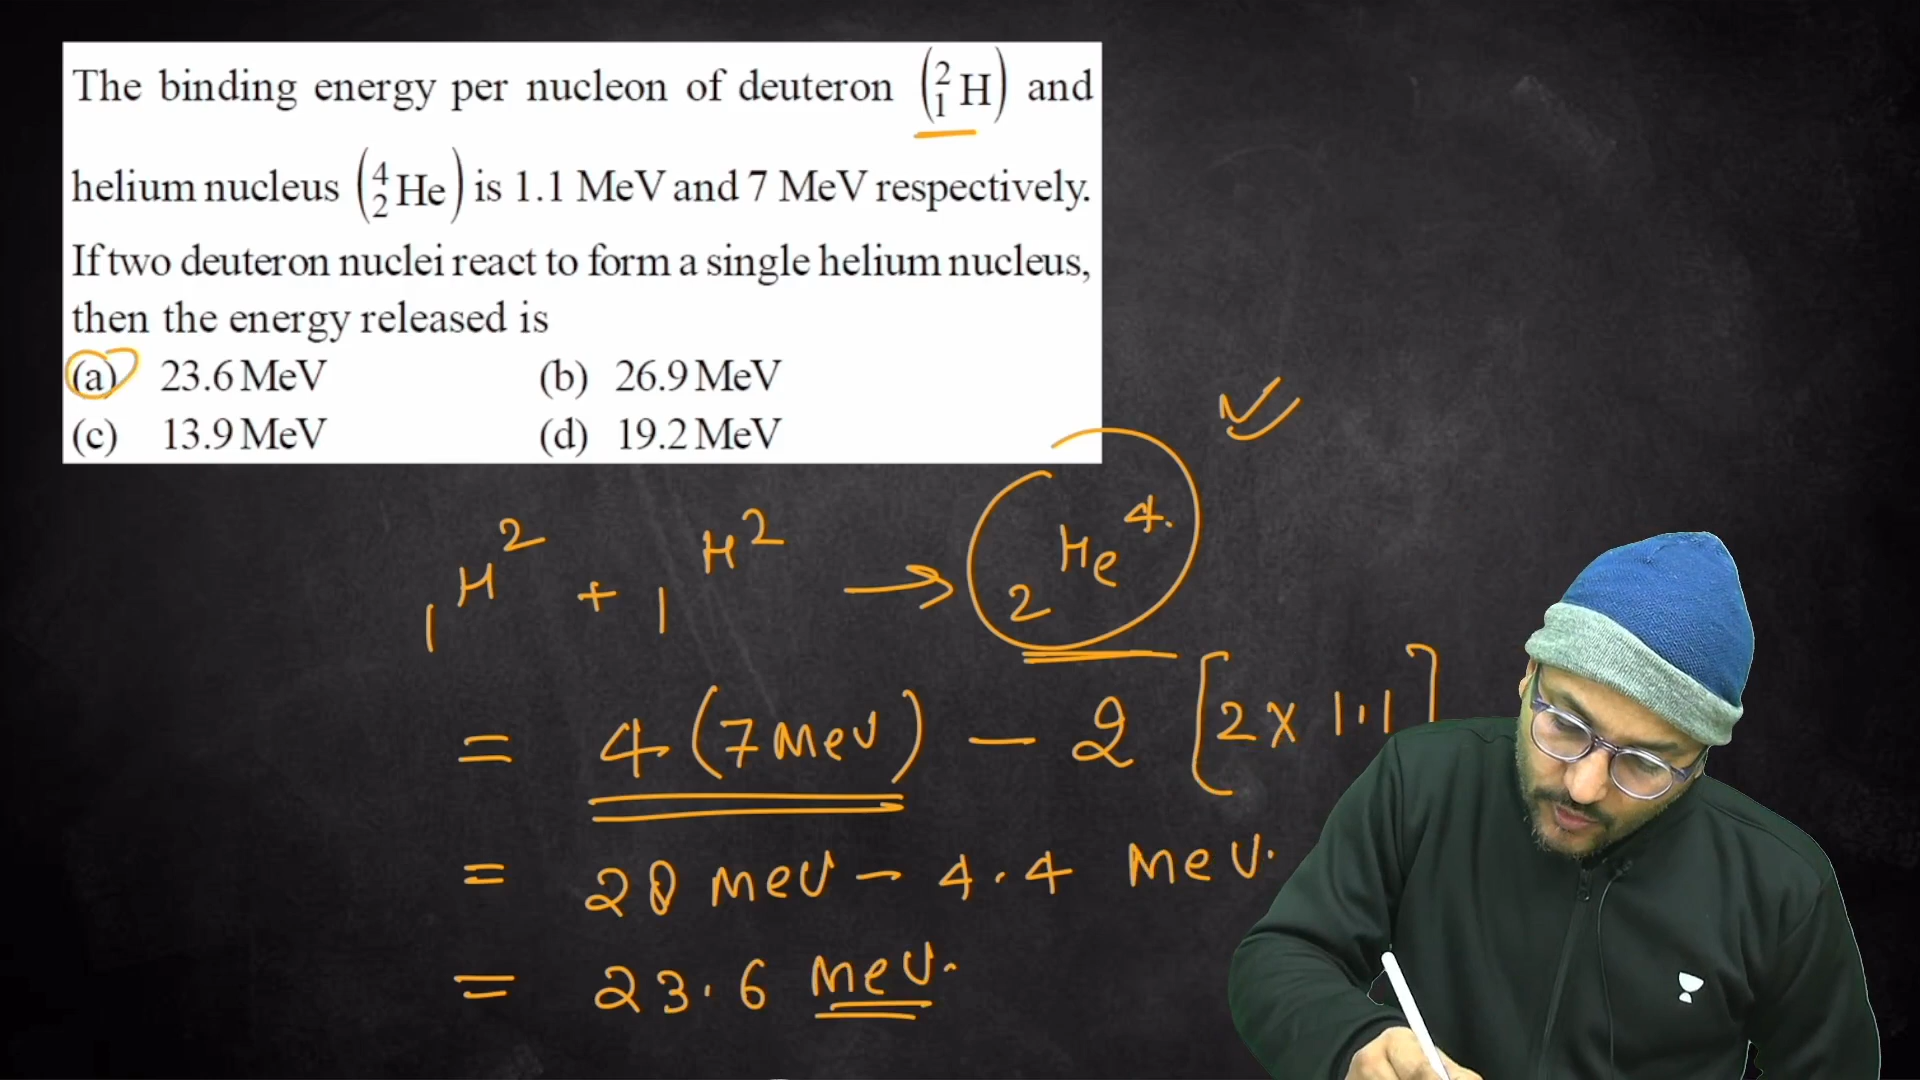 The binding energy per nucleon of deuteron (²₁H) and
helium nucleus (⁴₂He) is 1.1 MeV and 7 MeV respectively.
If two deuteron nuclei react to form a single helium nucleus,
then the energy released is
(a) 23.6 MeV (b) 26.9 MeV
(c) 13.9 MeV (d) 19.2 MeV
₁H² + ₁H² → ₂He⁴
= 4 (7 MeV) − 2 [2 × 1.1]
= 28 MeV − 4.4 MeV.
= 23.6 MeV.